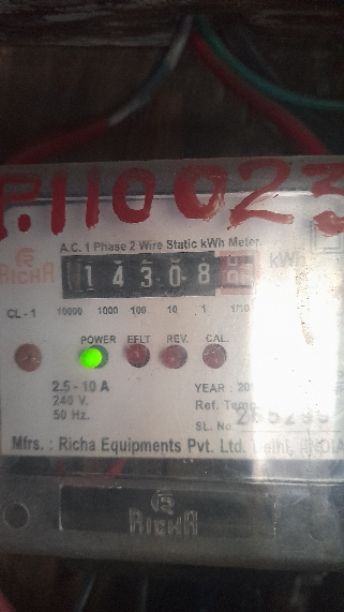 P.110023
A.C. 1 Phase 2 Wire Static kWh Meter.
RICHA
14308
kWh
CL - 1 10000 1000 100 10 1 1/10
POWER EFLT REV. CAL.
2.5 - 10 A
240 V.
50 Hz.
YEAR :
Ref. Temp.
SL. No.
Mfrs. : Richa Equipments Pvt. Ltd. Delhi, INDIA
RICHA